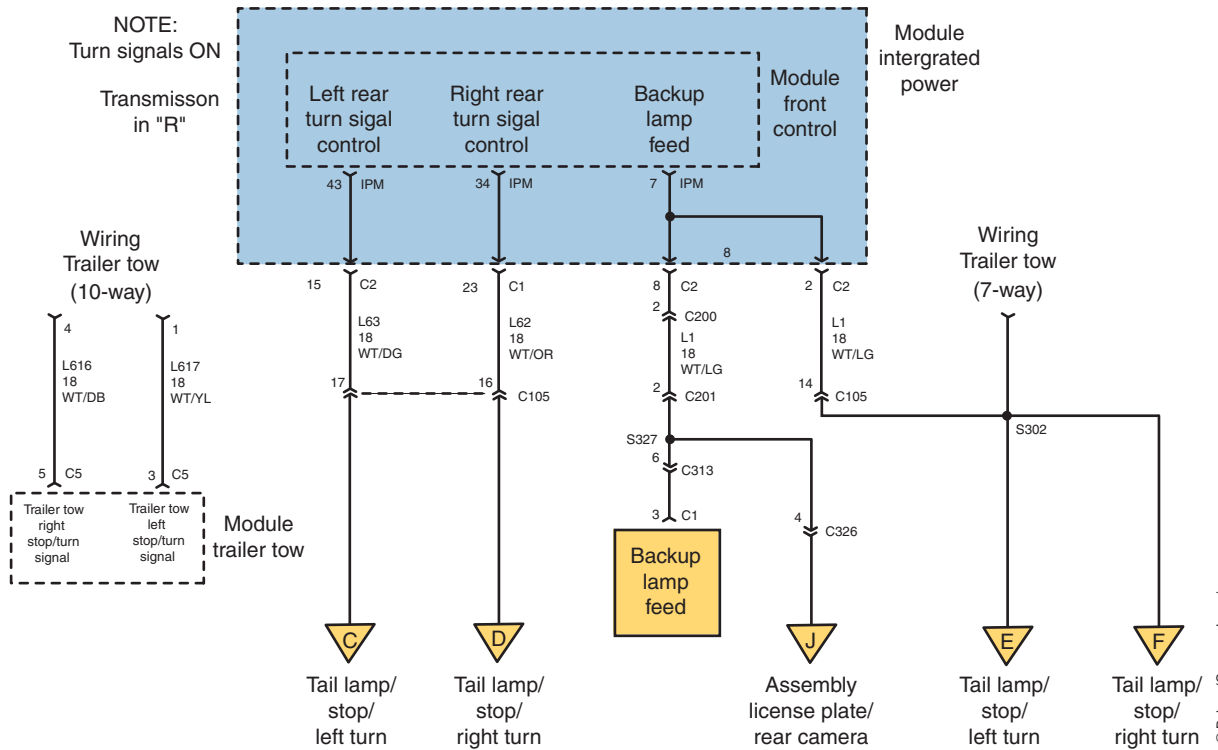 NOTE:
Turn signals ON
Transmisson
in "R"
Module
intergrated
power
Module
front
control
Left rear
turn sigal
control
Right rear
turn sigal
control
Backup
lamp
feed
43 IPM
34 IPM
7 IPM
8
15 C2
23 C1
8 C2
2 C2
Wiring
Trailer tow
(10-way)
Wiring
Trailer tow
(7-way)
4
1
L616
18
WT/DB
L617
18
WT/YL
5 C5
3 C5
Trailer tow
right
stop/turn
signal
Trailer tow
left
stop/turn
signal
Module
trailer tow
L63
18
WT/DG
L62
18
WT/OR
2 C200
L1
18
WT/LG
L1
18
WT/LG
17
16 C105
2 C201
14 C105
S327
S302
6 C313
3 C1
4 C326
Backup
lamp
feed
C
D
J
E
F
Tail lamp/
stop/
left turn
Tail lamp/
stop/
right turn
Assembly
license plate/
rear camera
Tail lamp/
stop/
left turn
Tail lamp/
stop/
right turn